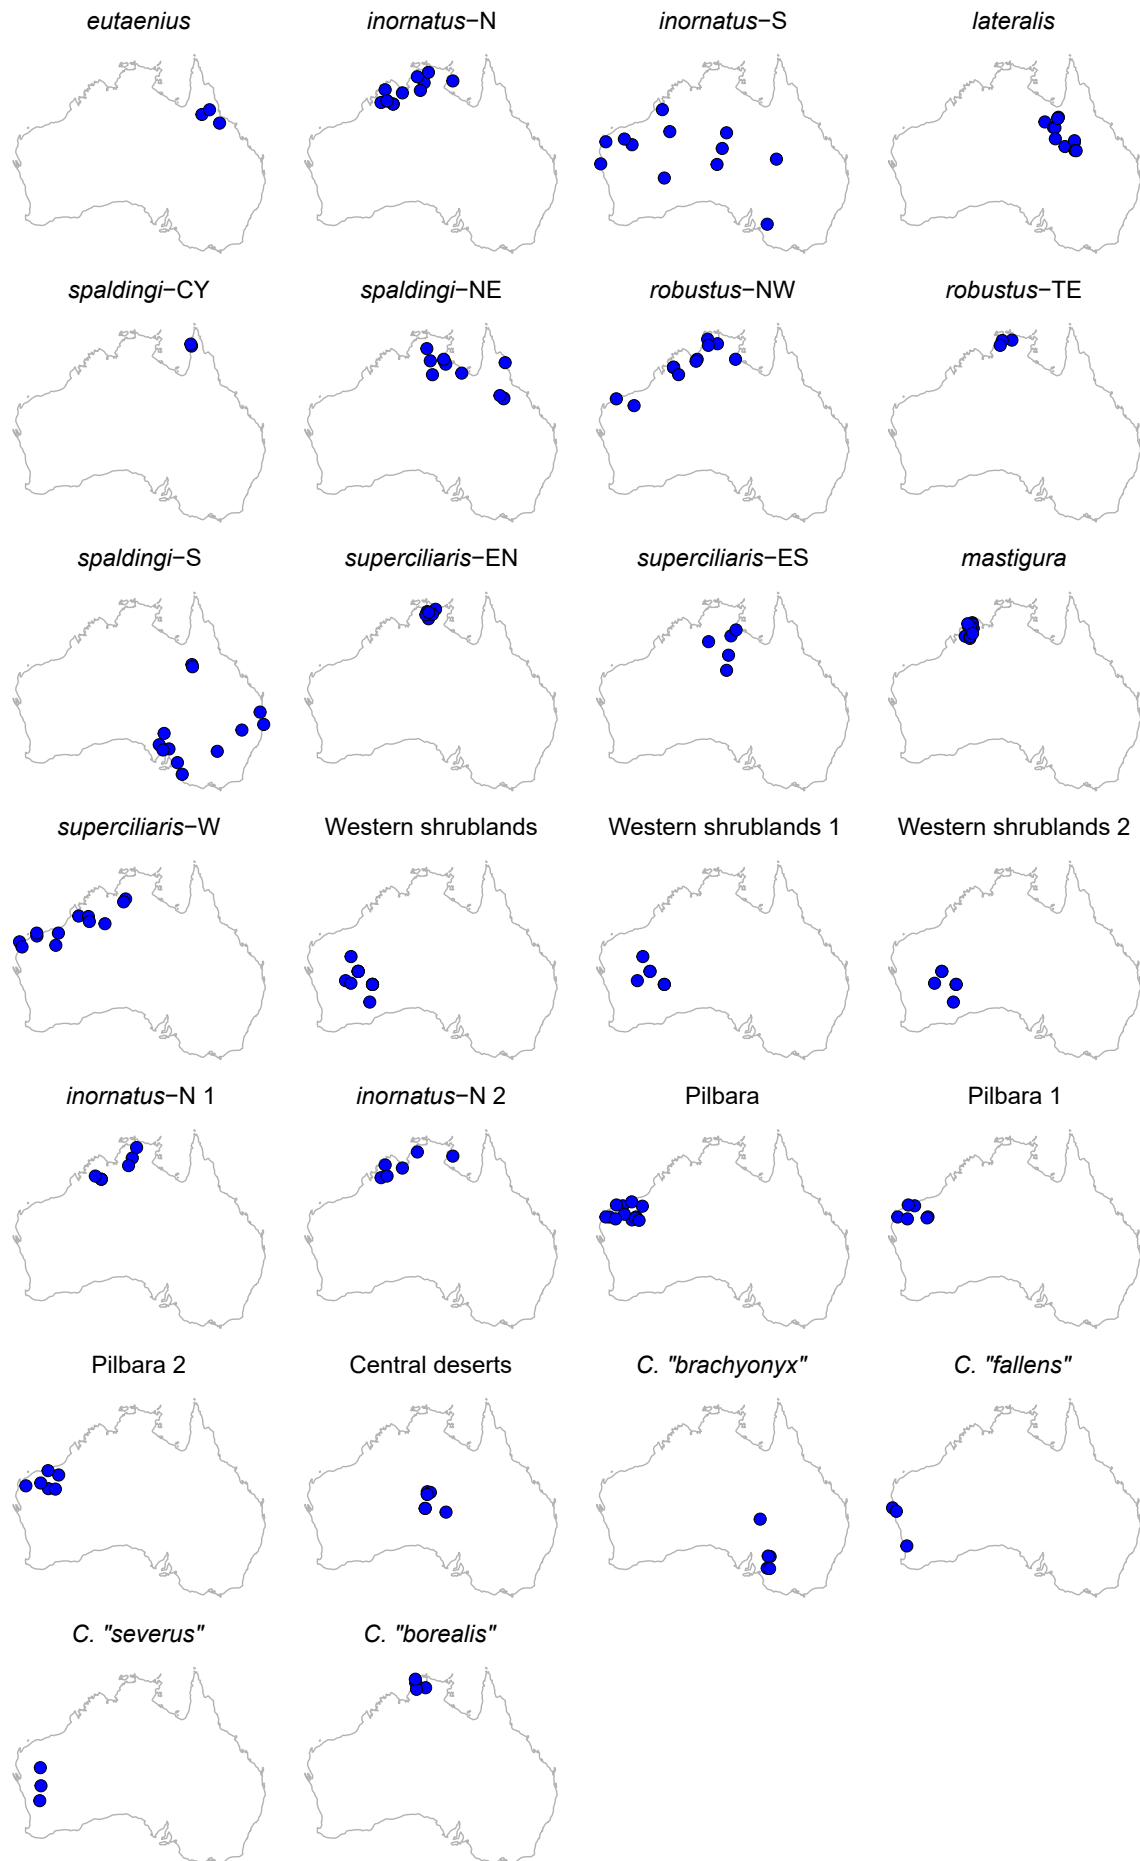 eutaenius
inornatus−N
inornatus−S
lateralis
spaldingi−CY
spaldingi−NE
robustus−NW
robustus−TE
spaldingi−S
superciliaris−EN
superciliaris−ES
mastigura
superciliaris−W
Western shrublands
Western shrublands 1
Western shrublands 2
inornatus−N 1
inornatus−N 2
Pilbara
Pilbara 1
Pilbara 2
Central deserts
C. "brachyonyx"
C. "fallens"
C. "severus"
C. "borealis"